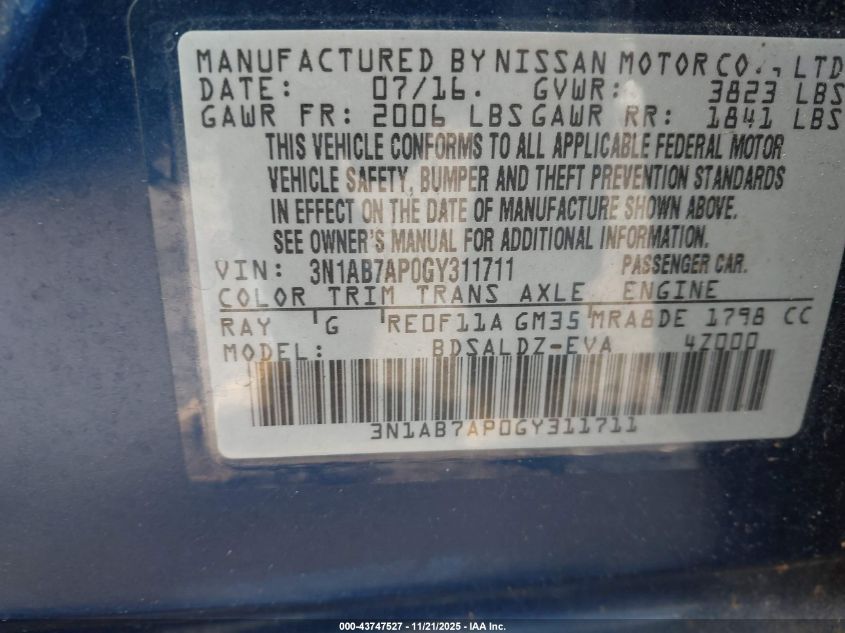 MANUFACTURED BY NISSAN MOTOR CO., LTD
DATE: 07/16. GVWR: 3823 LBS
GAWR FR: 2006 LBS GAWR RR: 1841 LBS
THIS VEHICLE CONFORMS TO ALL APPLICABLE FEDERAL MOTOR
VEHICLE SAFETY, BUMPER AND THEFT PREVENTION STANDARDS
IN EFFECT ON THE DATE OF MANUFACTURE SHOWN ABOVE.
SEE OWNER'S MANUAL FOR ADDITIONAL INFORMATION.
VIN: 3N1AB7AP0GY311711 PASSENGER CAR.
COLOR TRIM TRANS AXLE ENGINE
RAY G RE0F11A GM35 MRA8DE 1798 CC
MODEL: BDSALDZ-EVA 4Z000
3N1AB7AP0GY311711
000-43747527 - 11/21/2025 - IAA, Inc.